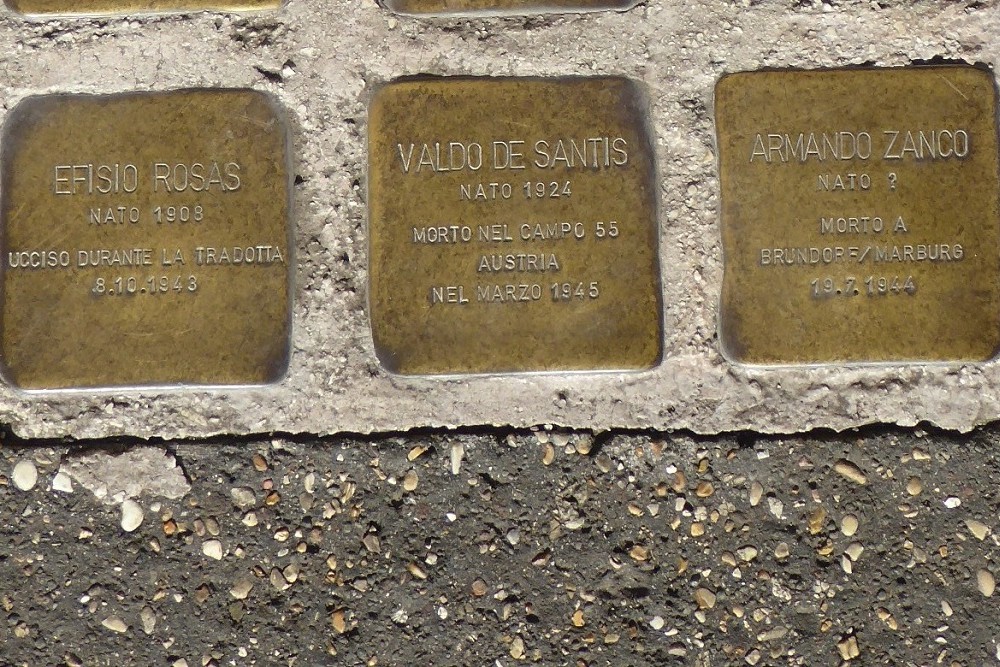 EFISIO ROSAS
NATO 1908
UCCISO DURANTE LA TRADOTTA
8.10.1943
VALDO DE SANTIS
NATO 1924
MORTO NEL CAMPO 55
AUSTRIA
NEL MARZO 1945
ARMANDO ZANCO
NATO ?
MORTO A
BRUNDORF/MARBURG
19.7.1944